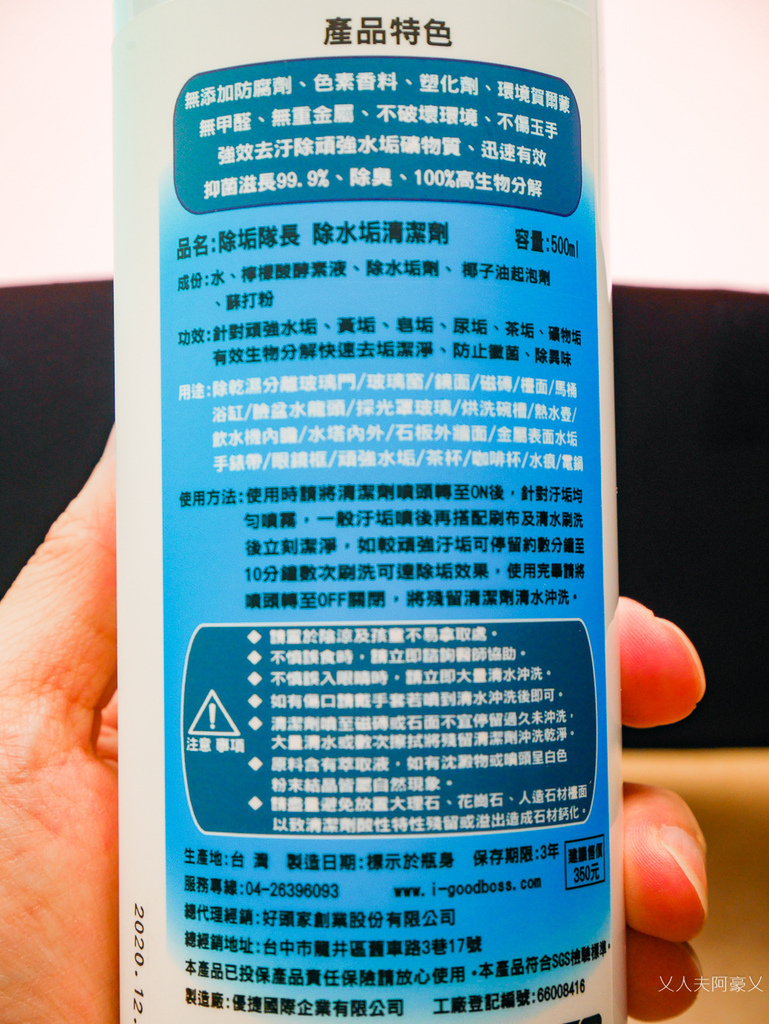 產品特色
無添加防腐劑、色素香料、塑化劑、環境賀爾蒙
無甲醛、無重金屬、不破壞環境、不傷玉手
強效去汙除頑強水垢礦物質、迅速有效
抑菌滋長99.9%、除臭、100%高生物分解
品名:除垢隊長 除水垢清潔劑 容量:500ml
成份:水、檸檬酸酵素液、除水垢劑、椰子油起泡劑
、蘇打粉
功效:針對頑強水垢、黃垢、皂垢、尿垢、茶垢、礦物垢
有效生物分解快速去垢潔淨、防止黴菌、除異味
用途:除乾濕分離玻璃門/玻璃窗/鏡面/磁磚/檯面/馬桶
浴缸/臉盆水龍頭/採光罩玻璃/烘洗碗槽/熱水壺/
飲水機內膽/水塔內外/石板外牆面/金屬表面水垢
手錶帶/眼鏡框/頑強水垢/茶杯/咖啡杯/水痕/電鍋
使用方法:使用時請將清潔劑噴頭轉至ON後，針對汙垢均
勻噴霧，一般汙垢噴後再搭配刷布及清水刷洗
後立刻潔淨，如較頑強汙垢可停留約數分鐘至
10分鐘數次刷洗可達除垢效果，使用完畢請將
噴頭轉至OFF關閉，將殘留清潔劑清水沖洗。
◆ 請置於陰涼及孩童不易拿取處。
◆ 不慎誤食時，請立即諮詢醫師協助。
◆ 不慎誤入眼睛時，請立即大量清水沖洗。
◆ 如有傷口請戴手套若噴到清水沖洗後即可。
◆ 清潔劑噴至磁磚或石面不宜停留過久未沖洗，
大量清水或數次擦拭將殘留清潔劑沖洗乾淨。
◆ 原料含有萃取液，如有沈澱物或噴頭呈白色
粉末結晶皆屬自然現象。
◆ 請盡量避免放置大理石、花崗石、人造石材檯面
以致清潔劑酸性特性殘留或溢出造成石材鈣化。
注意事項
生產地:台灣 製造日期:標示於瓶身 保存期限:3年
建議售價
350元
服務專線:04-26396093 www.i-goodboss.com
總代理經銷:好頭家創業股份有限公司
總經銷地址:台中市龍井區舊車路3巷17號
本產品已投保產品責任保險請放心使用・本產品符合SGS檢驗標準。
製造廠:優捷國際企業有限公司 工廠登記編號:66008416
2020.12.
乂人夫阿豪乂